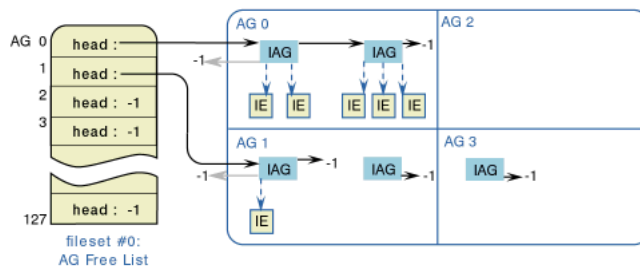 AG 0
head :
1
head :
2
head : -1
3
head : -1
127
head : -1
fileset #0:
AG Free List
AG 0
AG 2
-1
IAG
IAG
-1
IE
IE
IE
IE
IE
AG 1
AG 3
-1
IAG
-1
IAG
-1
IAG
-1
IE